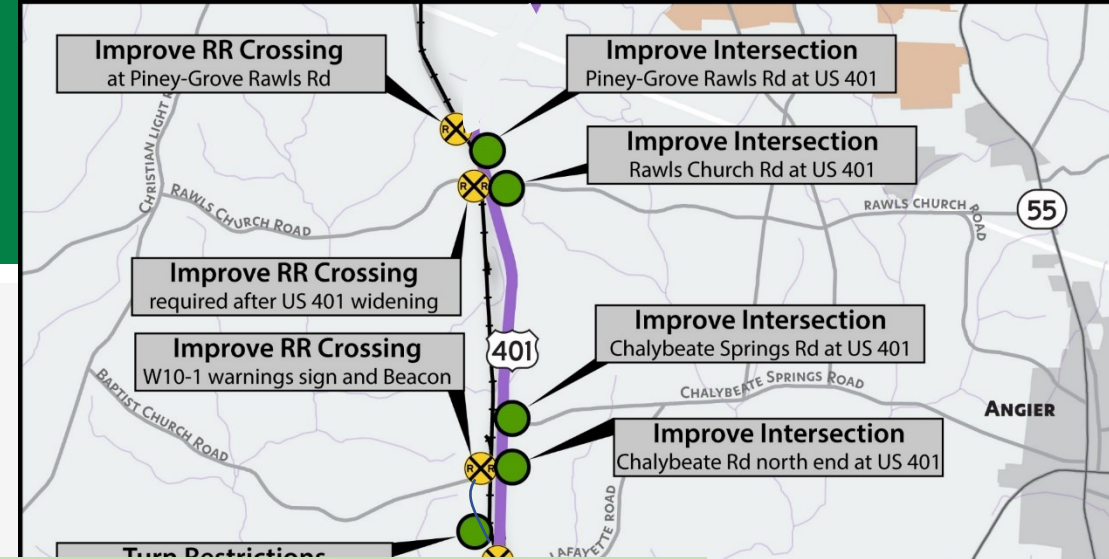 Improve RR Crossing
at Piney-Grove Rawls Rd
Improve Intersection
Piney-Grove Rawls Rd at US 401
Improve Intersection
Rawls Church Rd at US 401
CHRISTIAN LIGHT
R
R
R
RAWLS CHURCH ROAD
RAWLS CHURCH ROAD
55
Improve RR Crossing
required after US 401 widening
Improve RR Crossing
W10-1 warnings sign and Beacon
401
Improve Intersection
Chalybeate Springs Rd at US 401
CHALYBEATE SPRINGS ROAD
ANGIER
BAPTIST CHURCH ROAD
Improve Intersection
Chalybeate Rd north end at US 401
R
R
LAFAYETTE ROAD
Turn Restrictions